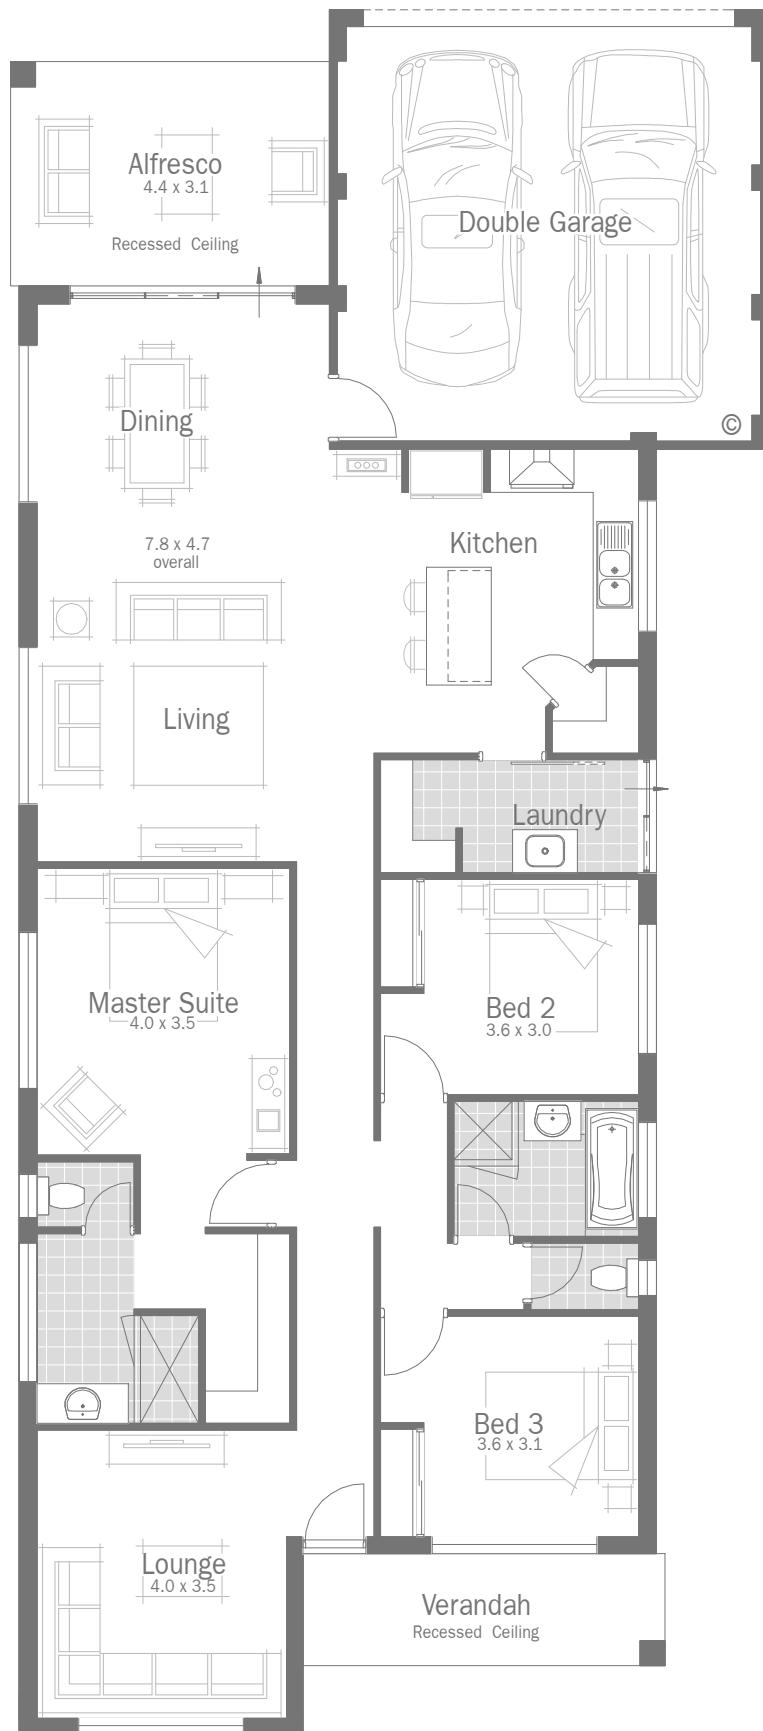 Alfresco
4.4 x 3.1
Recessed Ceiling
Double Garage
©
Dining
7.8 x 4.7
overall
Kitchen
Living
Laundry
Master Suite
4.0 x 3.5
Bed 2
3.6 x 3.0
Bed 3
3.6 x 3.1
Lounge
4.0 x 3.5
Verandah
Recessed Ceiling